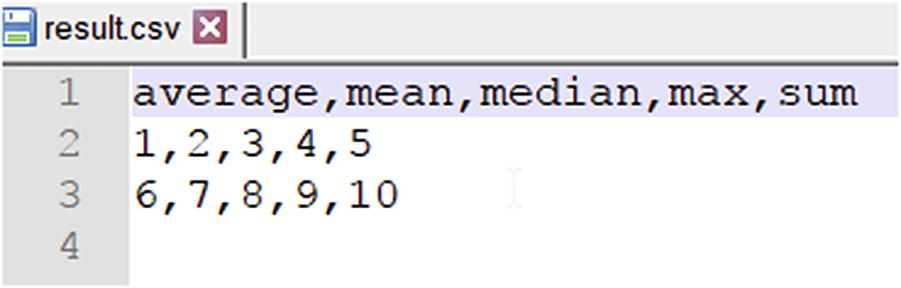 result.csv
1 average,mean,median,max,sum
2 1,2,3,4,5
3 6,7,8,9,10
4